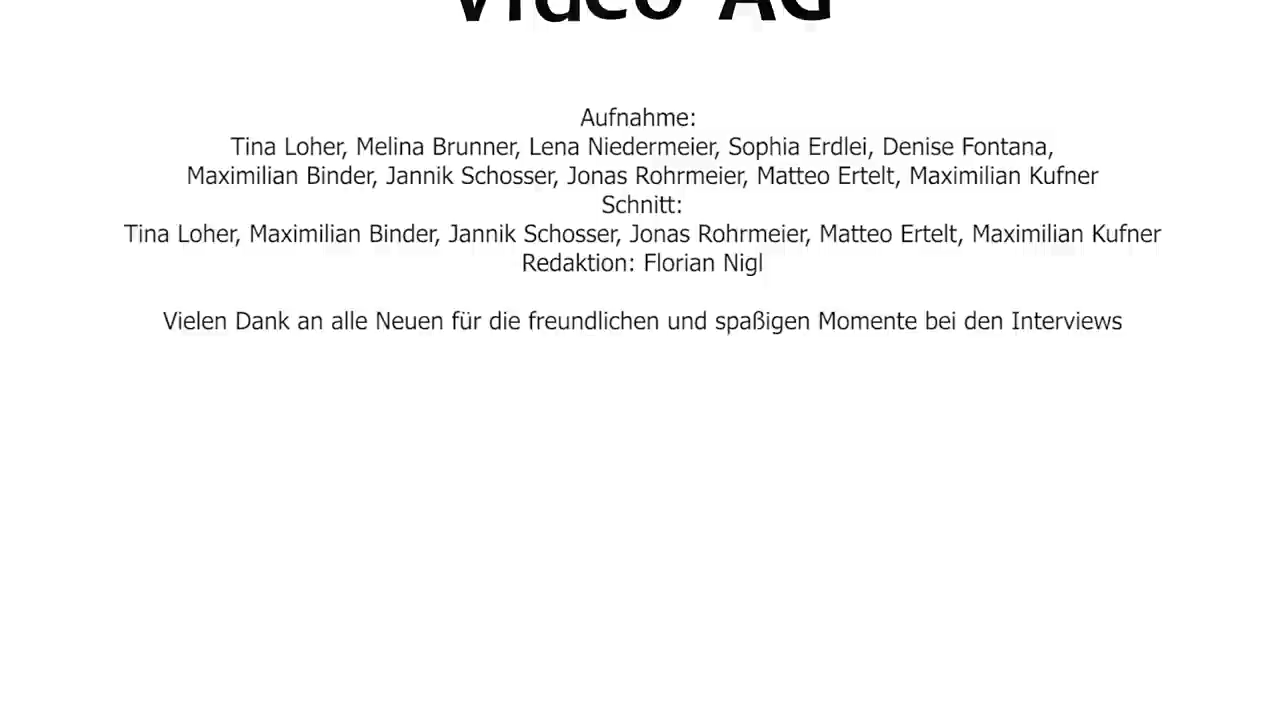 Video AG
Aufnahme:
Tina Loher, Melina Brunner, Lena Niedermeier, Sophia Erdlei, Denise Fontana,
Maximilian Binder, Jannik Schosser, Jonas Rohrmeier, Matteo Ertelt, Maximilian Kufner
Schnitt:
Tina Loher, Maximilian Binder, Jannik Schosser, Jonas Rohrmeier, Matteo Ertelt, Maximilian Kufner
Redaktion: Florian Nigl
Vielen Dank an alle Neuen für die freundlichen und spaßigen Momente bei den Interviews